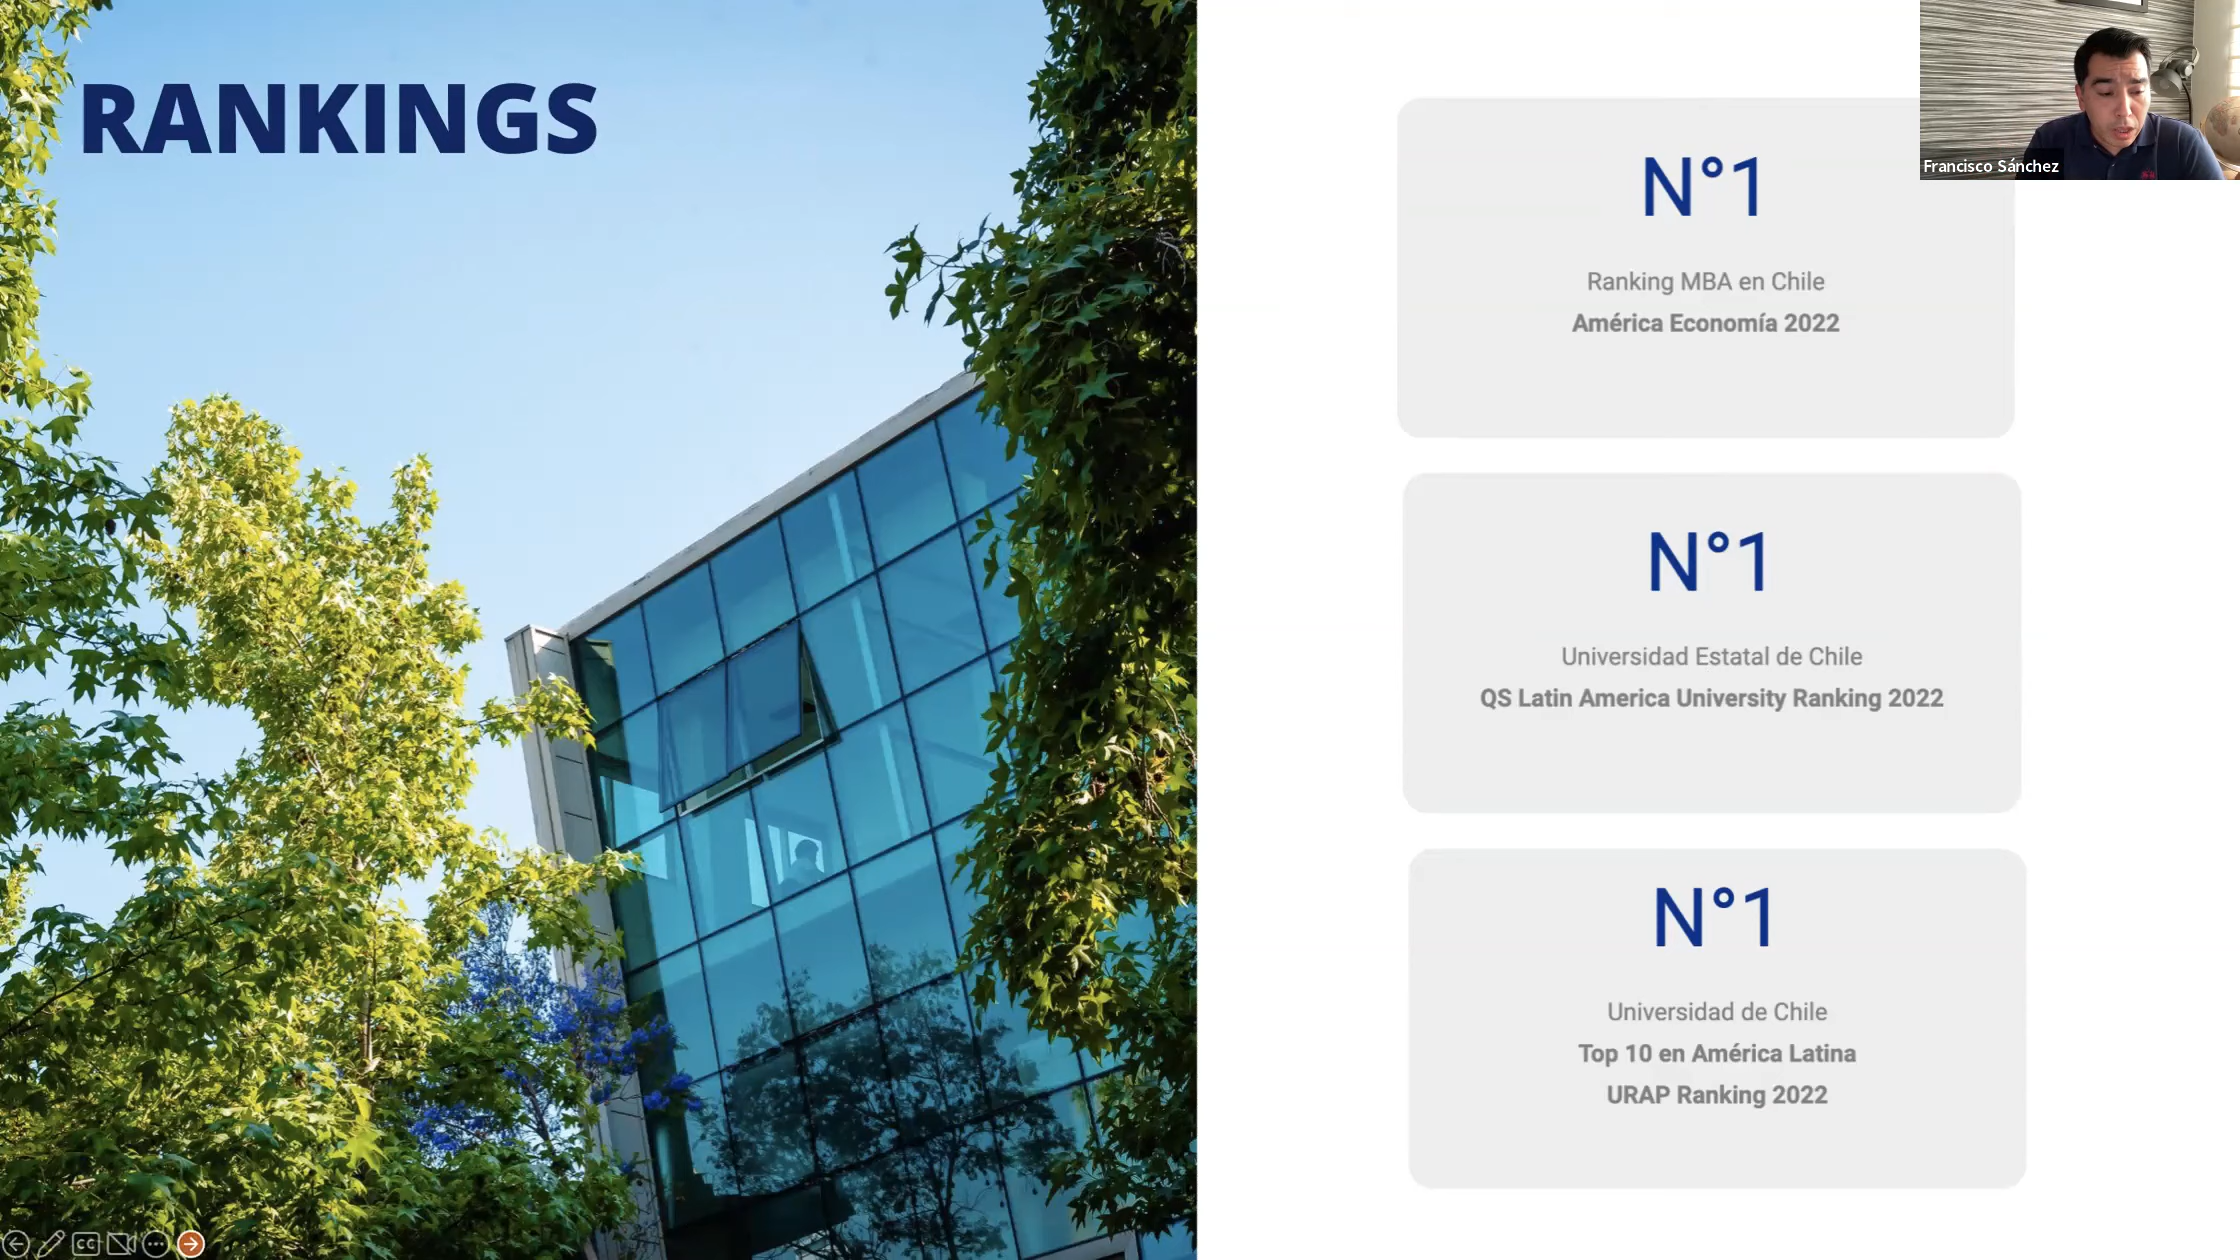 RANKINGS
N°1
Ranking MBA en Chile
América Economía 2022
N°1
Universidad Estatal de Chile
QS Latin America University Ranking 2022
N°1
Universidad de Chile
Top 10 en América Latina
URAP Ranking 2022
Francisco Sánchez
CC